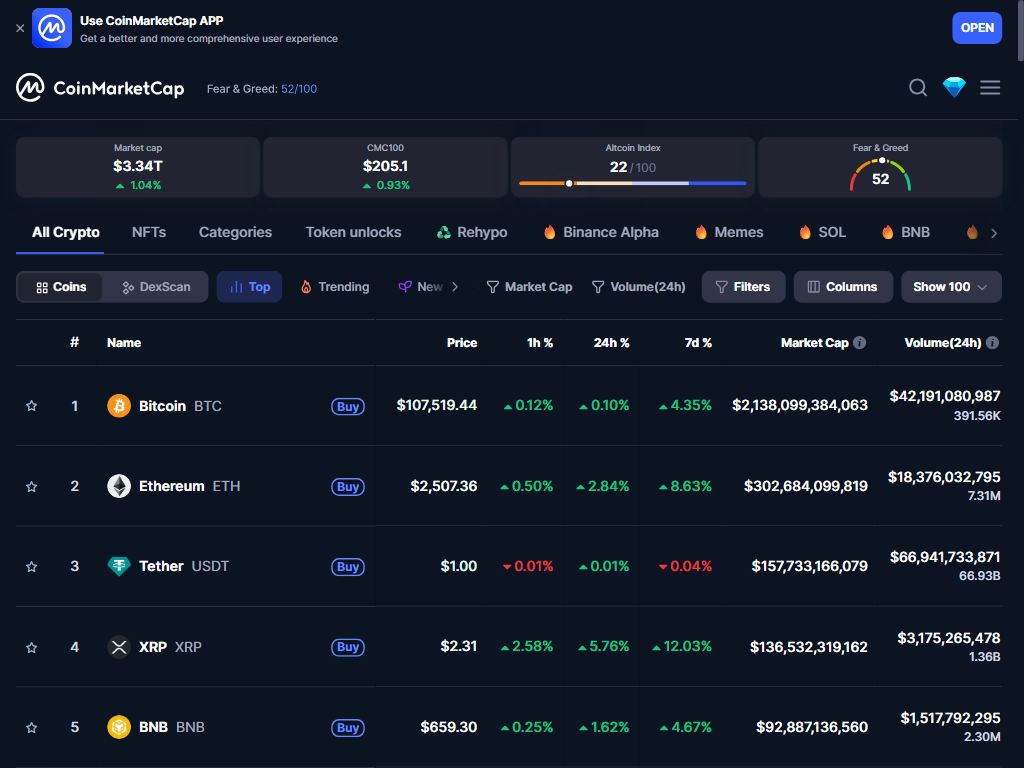 Use CoinMarketCap APP
Get a better and more comprehensive user experience
OPEN
CoinMarketCap
Fear & Greed: 52/100
Market cap
$3.34T
1.04%
CMC100
$205.1
0.93%
Altcoin Index
22 /100
Fear & Greed
52
All Crypto NFTs Categories Token unlocks Rehypo Binance Alpha Memes SOL BNB
Coins DexScan Top Trending New Market Cap Volume(24h) Filters Columns Show 100
# Name Price 1h % 24h % 7d % Market Cap Volume(24h)
1 Bitcoin BTC Buy $107,519.44 0.12% 0.10% 4.35% $2,138,099,384,063 $42,191,080,987
391.56K
2 Ethereum ETH Buy $2,507.36 0.50% 2.84% 8.63% $302,684,099,819 $18,376,032,795
7.31M
3 Tether USDT Buy $1.00 0.01% 0.01% 0.04% $157,733,166,079 $66,941,733,871
66.93B
4 XRP XRP Buy $2.31 2.58% 5.76% 12.03% $136,532,319,162 $3,175,265,478
1.36B
5 BNB BNB Buy $659.30 0.25% 1.62% 4.67% $92,887,136,560 $1,517,792,295
2.30M